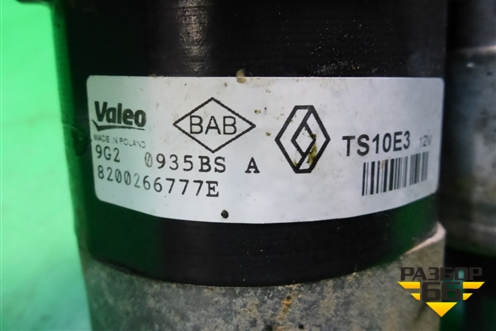 Valeo
MADE IN POLAND
BAB
TS10E3 12V
9G2 0935BS A
8200266777E
РАЗБОР
66